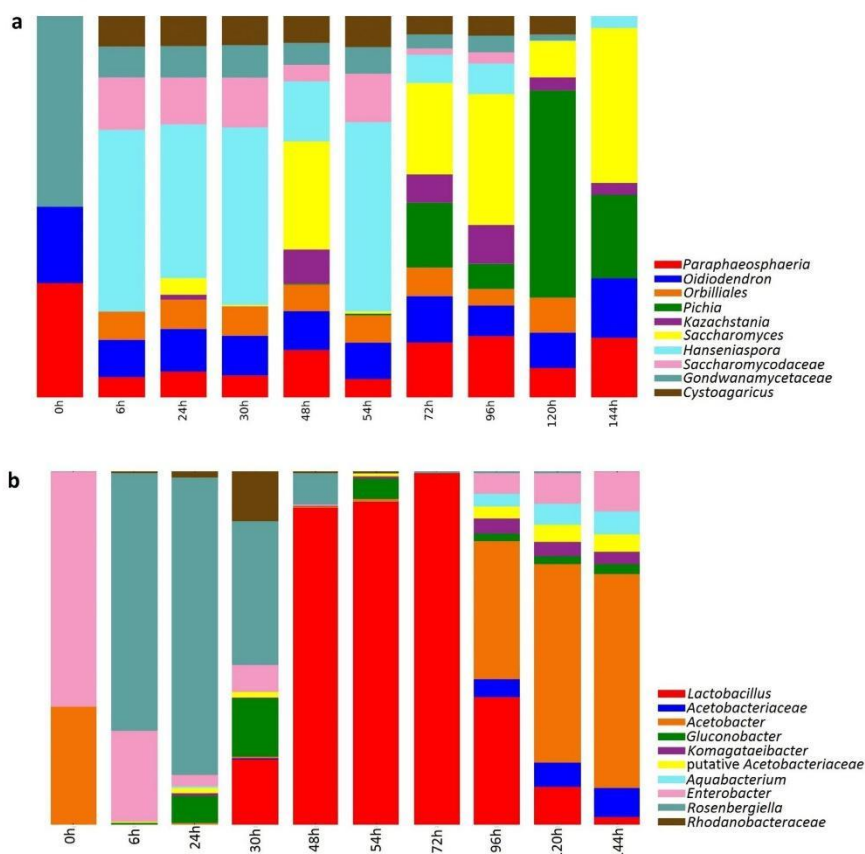 a
Paraphaeosphaeria
Oidiodendron
Orbilliales
Pichia
Kazachstania
Saccharomyces
Hanseniaspora
Saccharomycodaceae
Gondwanamycetaceae
Cystoagaricus
0h
6h
24h
30h
48h
54h
72h
96h
120h
144h
b
Lactobacillus
Acetobacteriaceae
Acetobacter
Gluconobacter
Komagataeibacter
putative Acetobacteriaceae
Aquabacterium
Enterobacter
Rosenbergiella
Rhodanobacteraceae
0h
6h
24h
30h
48h
54h
72h
96h
120h
144h